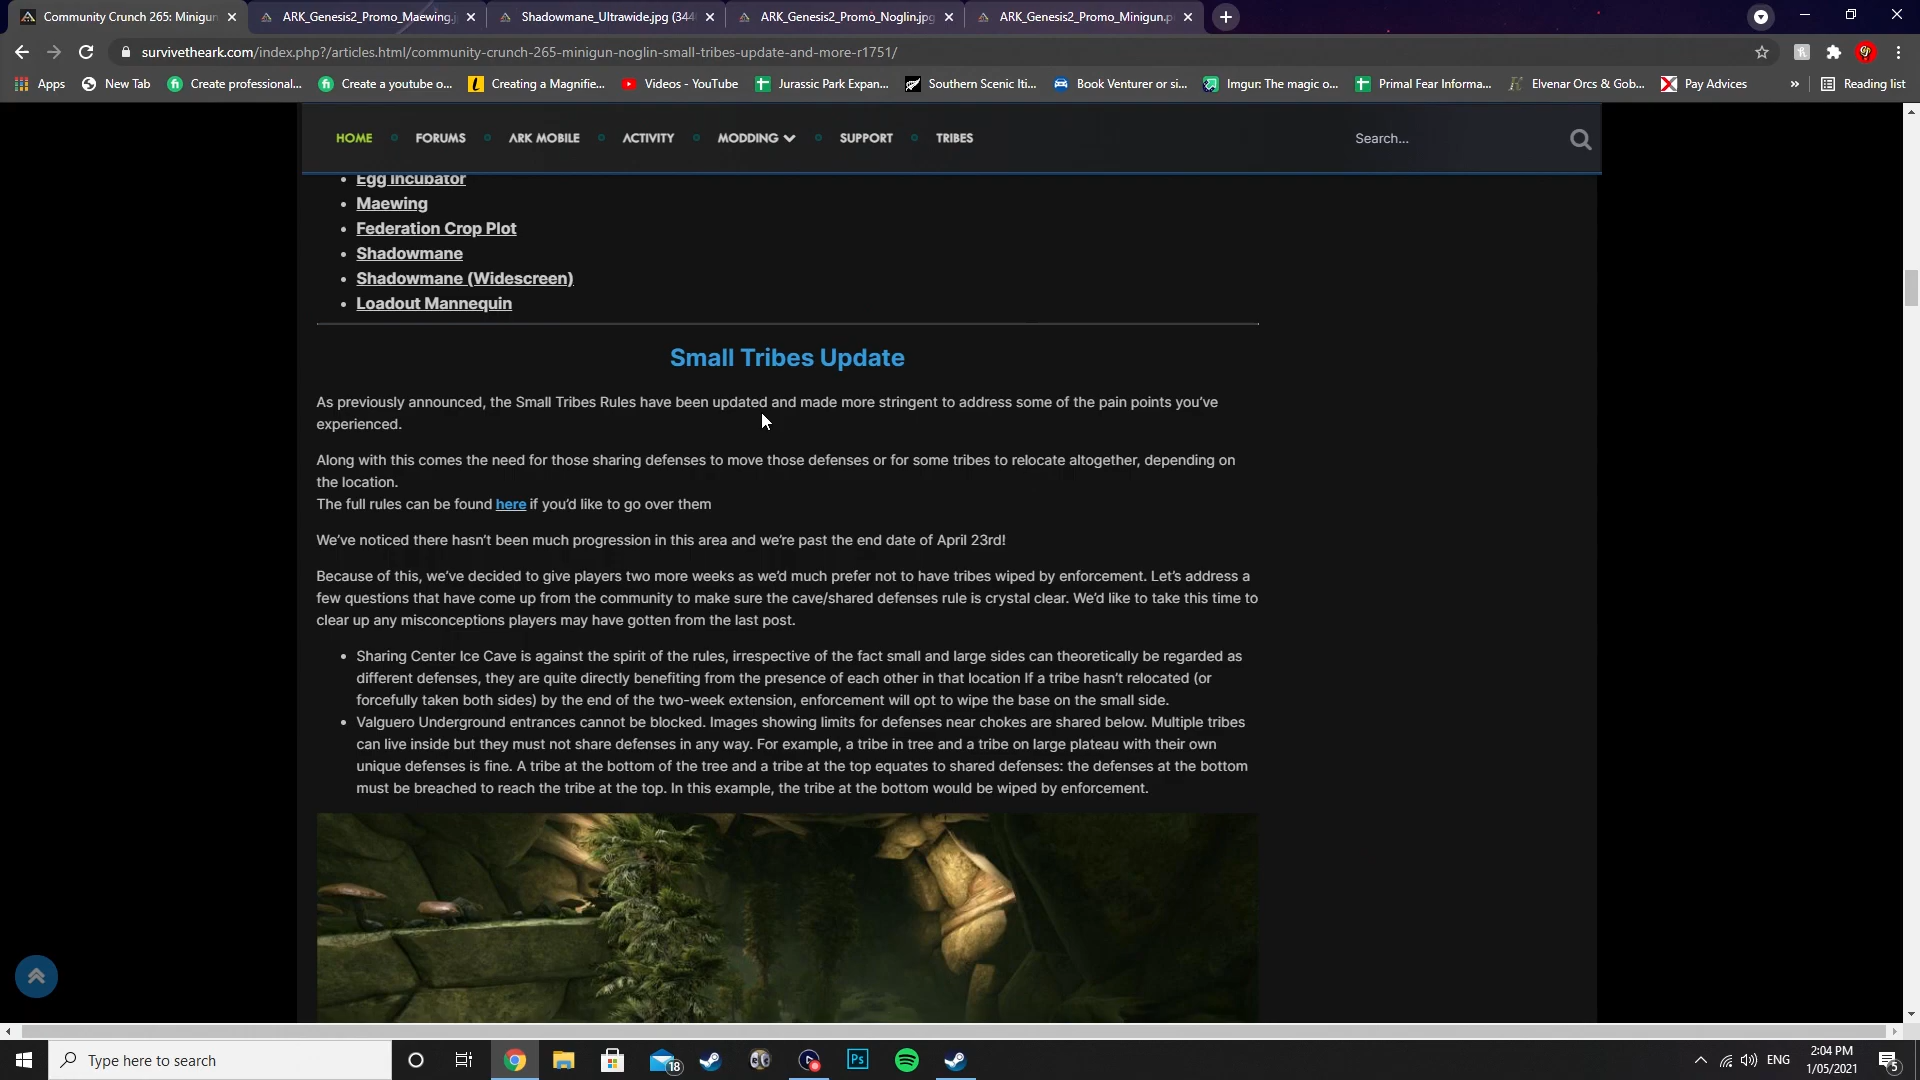 Community Crunch 265: Minigun
ARK_Genesis2_Promo_Maewing.j
Shadowmane_Ultrawide.jpg (344
ARK_Genesis2_Promo_Noglin.jpg
ARK_Genesis2_Promo_Minigun.p
survivetheark.com/index.php?/articles.html/community-crunch-265-minigun-noglin-small-tribes-update-and-more-r1751/
Apps
New Tab
Create professional...
Create a youtube o...
Creating a Magnifie...
Videos - YouTube
Jurassic Park Expan...
Southern Scenic Iti...
Book Venturer or si...
Imgur: The magic o...
Primal Fear Informa...
Elvenar Orcs & Gob...
Pay Advices
»
Reading list
HOME
FORUMS
ARK MOBILE
ACTIVITY
MODDING
SUPPORT
TRIBES
Search...
• Egg Incubator
• Maewing
• Federation Crop Plot
• Shadowmane
• Shadowmane (Widescreen)
• Loadout Mannequin
Small Tribes Update
As previously announced, the Small Tribes Rules have been updated and made more stringent to address some of the pain points you've
experienced.
Along with this comes the need for those sharing defenses to move those defenses or for some tribes to relocate altogether, depending on
the location.
The full rules can be found here if you'd like to go over them
We've noticed there hasn't been much progression in this area and we're past the end date of April 23rd!
Because of this, we've decided to give players two more weeks as we'd much prefer not to have tribes wiped by enforcement. Let's address a
few questions that have come up from the community to make sure the cave/shared defenses rule is crystal clear. We'd like to take this time to
clear up any misconceptions players may have gotten from the last post.
• Sharing Center Ice Cave is against the spirit of the rules, irrespective of the fact small and large sides can theoretically be regarded as
different defenses, they are quite directly benefiting from the presence of each other in that location If a tribe hasn't relocated (or
forcefully taken both sides) by the end of the two-week extension, enforcement will opt to wipe the base on the small side.
• Valguero Underground entrances cannot be blocked. Images showing limits for defenses near chokes are shared below. Multiple tribes
can live inside but they must not share defenses in any way. For example, a tribe in tree and a tribe on large plateau with their own
unique defenses is fine. A tribe at the bottom of the tree and a tribe at the top equates to shared defenses: the defenses at the bottom
must be breached to reach the tribe at the top. In this example, the tribe at the bottom would be wiped by enforcement.
Type here to search
18
Ps
ENG
2:04 PM
1/05/2021
5